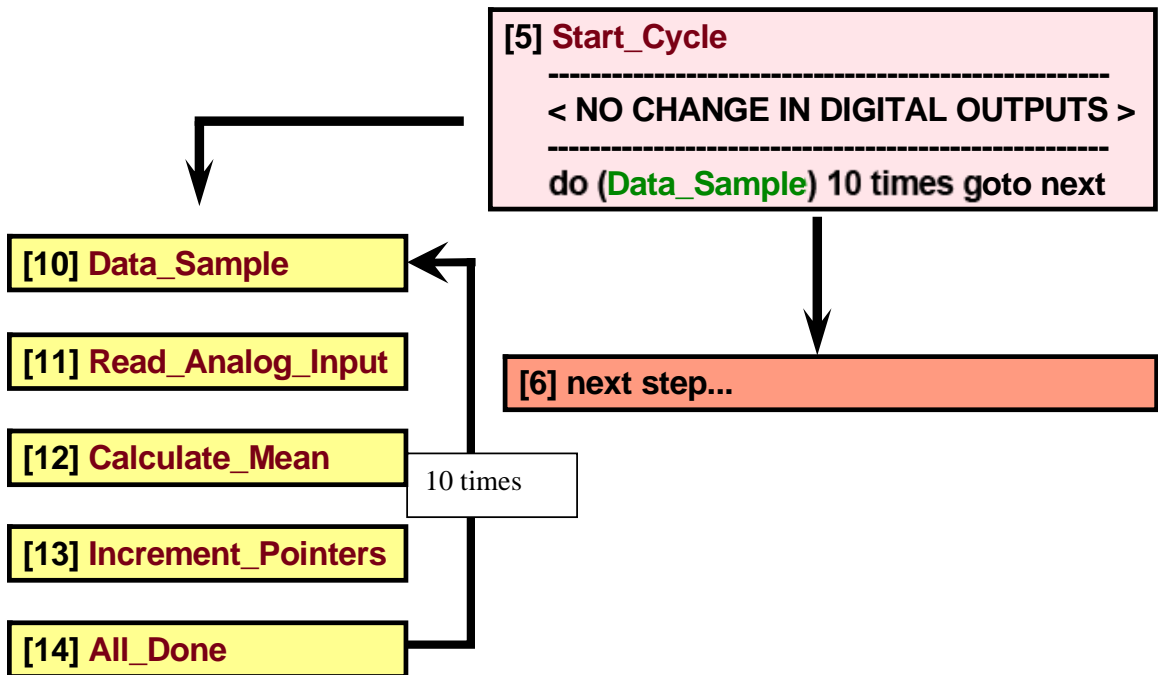 [5] Start_Cycle
-----------------------------------------------------
< NO CHANGE IN DIGITAL OUTPUTS >
-----------------------------------------------------
do (Data_Sample) 10 times goto next
[10] Data_Sample
[11] Read_Analog_Input
[6] next step...
[12] Calculate_Mean
10 times
[13] Increment_Pointers
[14] All_Done